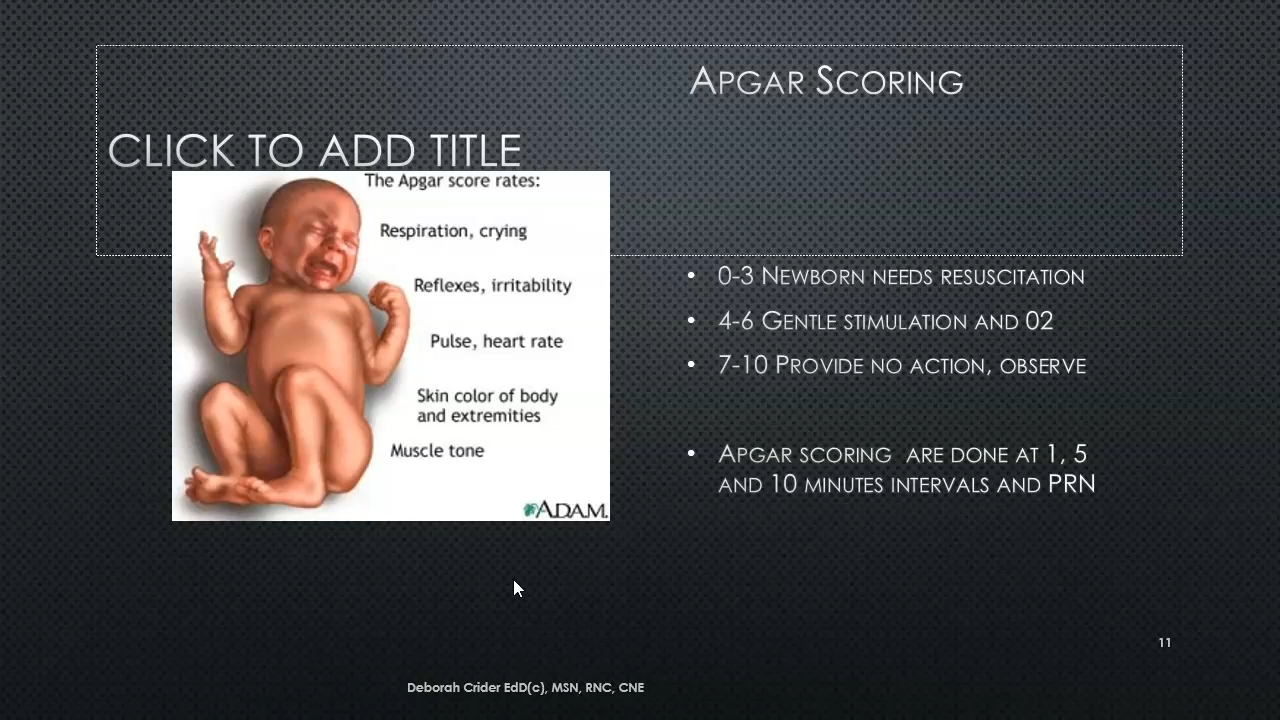 Apgar Scoring
CLICK TO ADD TITLE
The Apgar score rates:
Respiration, crying
Reflexes, irritability
Pulse, heart rate
Skin color of body
and extremities
Muscle tone
ADAM.
• 0-3 Newborn needs resuscitation
• 4-6 Gentle stimulation and 02
• 7-10 Provide no action, observe
• Apgar scoring are done at 1, 5
and 10 minutes intervals and PRN
11
Deborah Crider EdD(c), MSN, RNC, CNE